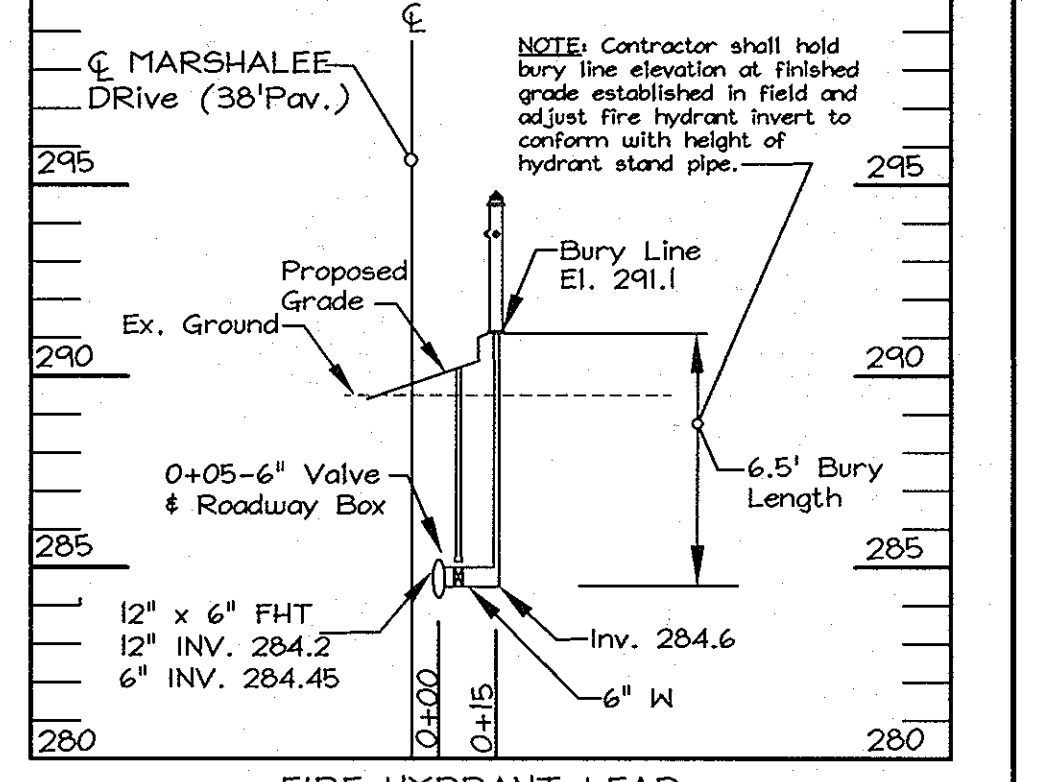 ℄
℄ MARSHALEE
DRive (38'Pav.)
NOTE: Contractor shall hold
bury line elevation at finished
grade established in field and
adjust fire hydrant invert to
conform with height of
hydrant stand pipe.
295
295
Bury Line
El. 291.1
Proposed
Grade
Ex. Ground
290
290
0+05-6" Valve
& Roadway Box
6.5' Bury
Length
285
285
12" x 6" FHT
12" INV. 284.2
6" INV. 284.45
Inv. 284.6
6" W
0+00
0+15
280
280
FIRE HYDRANT LEAD